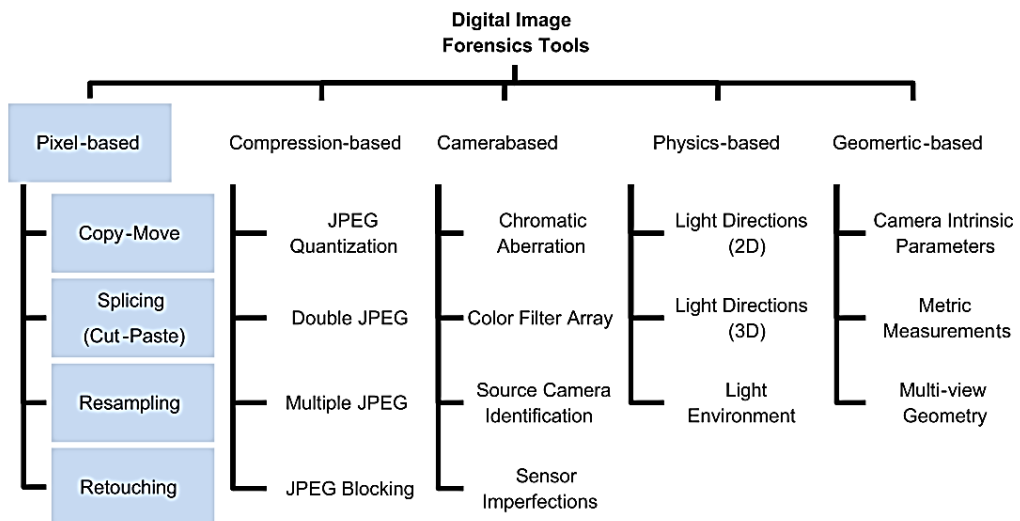 Digital Image
Forensics Tools
Pixel-based
Compression-based
Camerabased
Physics-based
Geomertic-based
Copy-Move
Splicing
(Cut-Paste)
Resampling
Retouching
JPEG
Quantization
Double JPEG
Multiple JPEG
JPEG Blocking
Chromatic
Aberration
Color Filter Array
Source Camera
Identification
Sensor
Imperfections
Light Directions
(2D)
Light Directions
(3D)
Light
Environment
Camera Intrinsic
Parameters
Metric
Measurements
Multi-view
Geometry